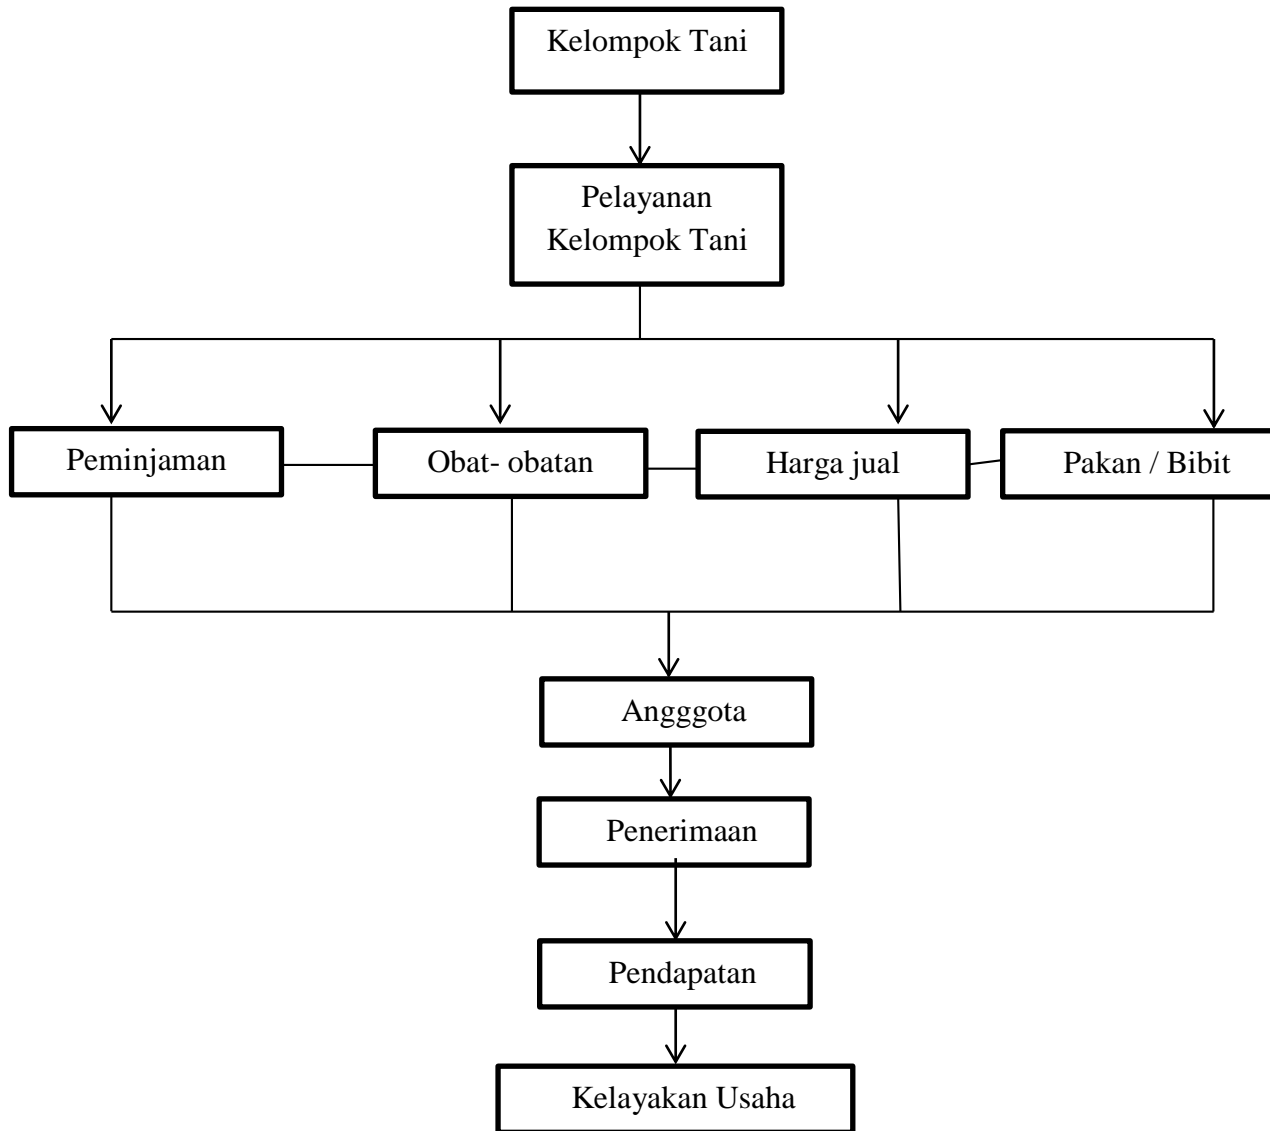 Kelompok Tani
Pelayanan
Kelompok Tani
Peminjaman
Obat- obatan
Harga jual
Pakan / Bibit
Angggota
Penerimaan
Pendapatan
Kelayakan Usaha